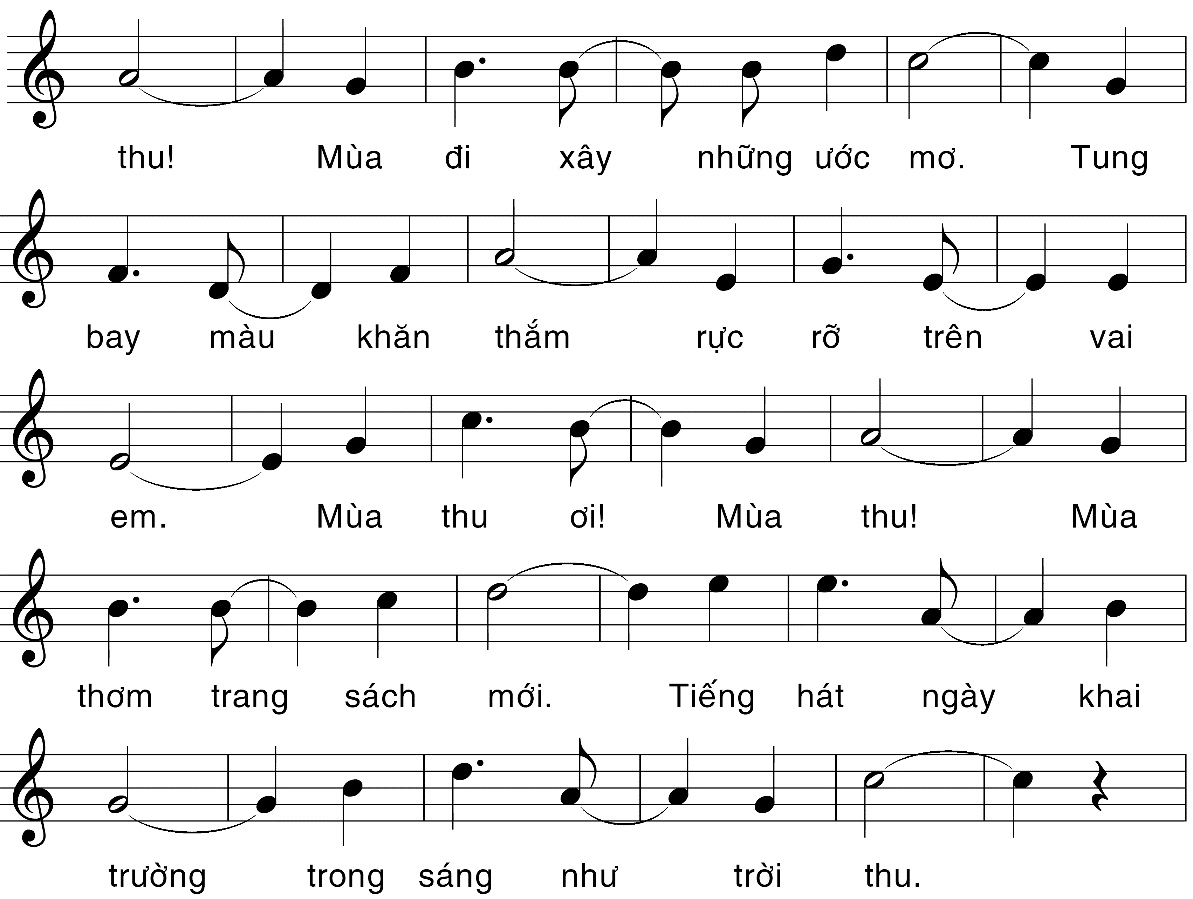 thu! Mùa đi xây những ước mơ. Tung
bay màu khăn thắm rực rỡ trên vai
em. Mùa thu ơi! Mùa thu! Mùa
thơm trang sách mới. Tiếng hát ngày khai
trường trong sáng như trời thu.